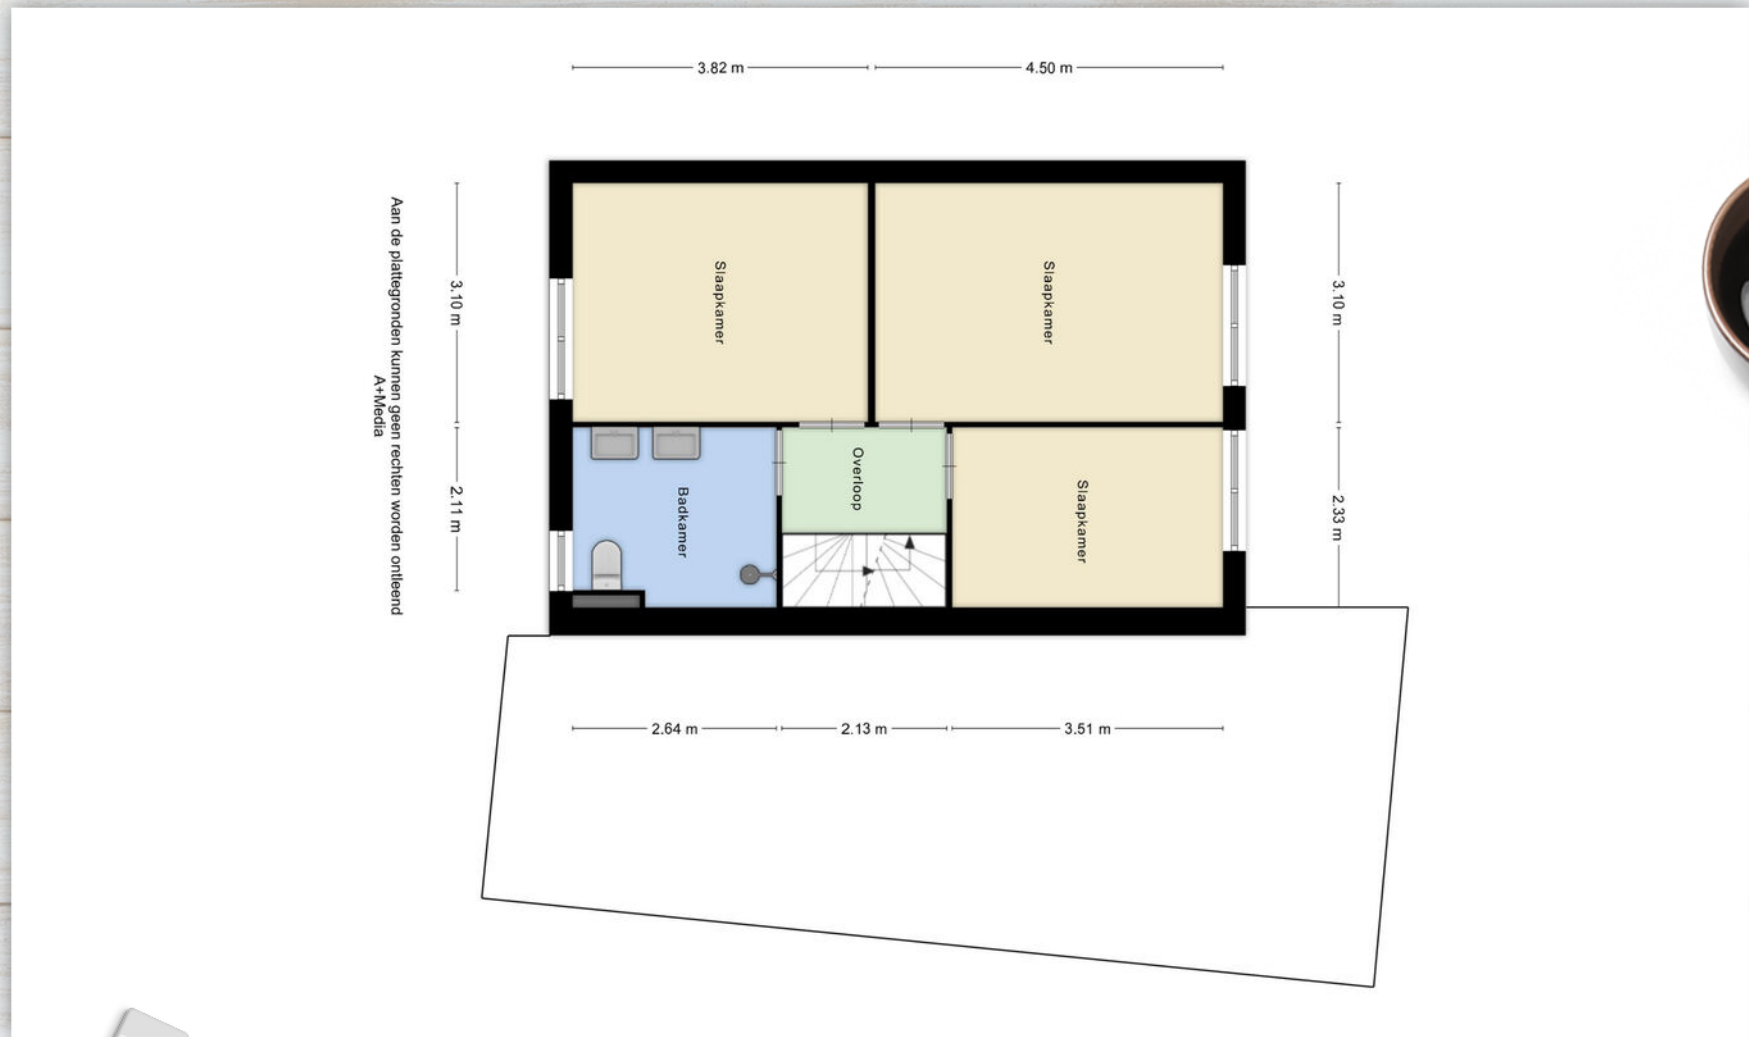 3.82 m
4.50 m
Aan de plattegronden kunnen geen rechten worden ontleend
A+Media
3.10 m
2.11 m
Slaapkamer
Slaapkamer
3.10 m
Badkamer
Overloop
Slaapkamer
2.33 m
2.64 m
2.13 m
3.51 m